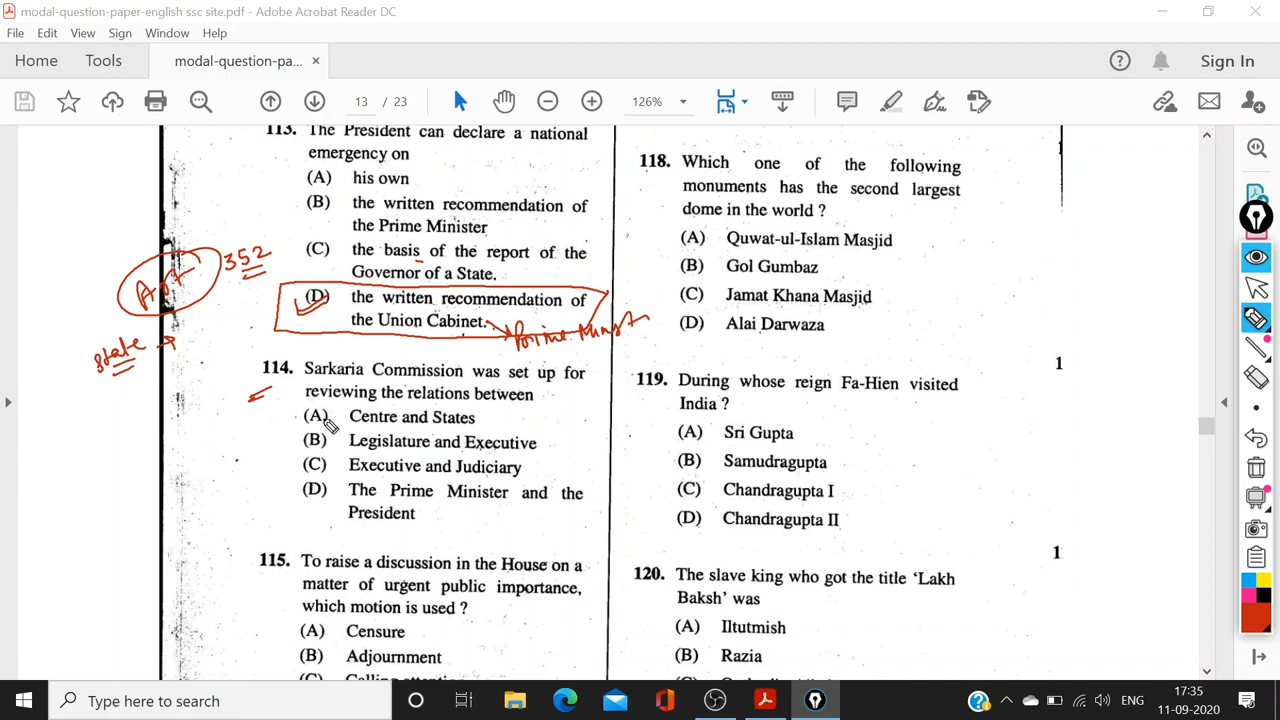 modal-question-paper-english ssc site.pdf - Adobe Acrobat Reader DC
File Edit View Sign Window Help
Home Tools modal-question-pa... ×
Sign In
13 / 23 126%
113. The President can declare a national
emergency on
(A) his own
(B) the written recommendation of
the Prime Minister
(C) the basis of the report of the
Governor of a State.
(D) the written recommendation of
the Union Cabinet.
Art 352
Prime Minst
State →
114. Sarkaria Commission was set up for
reviewing the relations between
(A) Centre and States
(B) Legislature and Executive
(C) Executive and Judiciary
(D) The Prime Minister and the
President
115. To raise a discussion in the House on a
matter of urgent public importance,
which motion is used ?
(A) Censure
(B) Adjournment
(C) Calling attention
118. Which one of the following
monuments has the second largest
dome in the world ?
(A) Quwat-ul-Islam Masjid
(B) Gol Gumbaz
(C) Jamat Khana Masjid
(D) Alai Darwaza
119. During whose reign Fa-Hien visited
India ?
(A) Sri Gupta
(B) Samudragupta
(C) Chandragupta I
(D) Chandragupta II
120. The slave king who got the title 'Lakh
Baksh' was
(A) Iltutmish
(B) Razia
1
1
Type here to search
ENG
17:35
11-09-2020